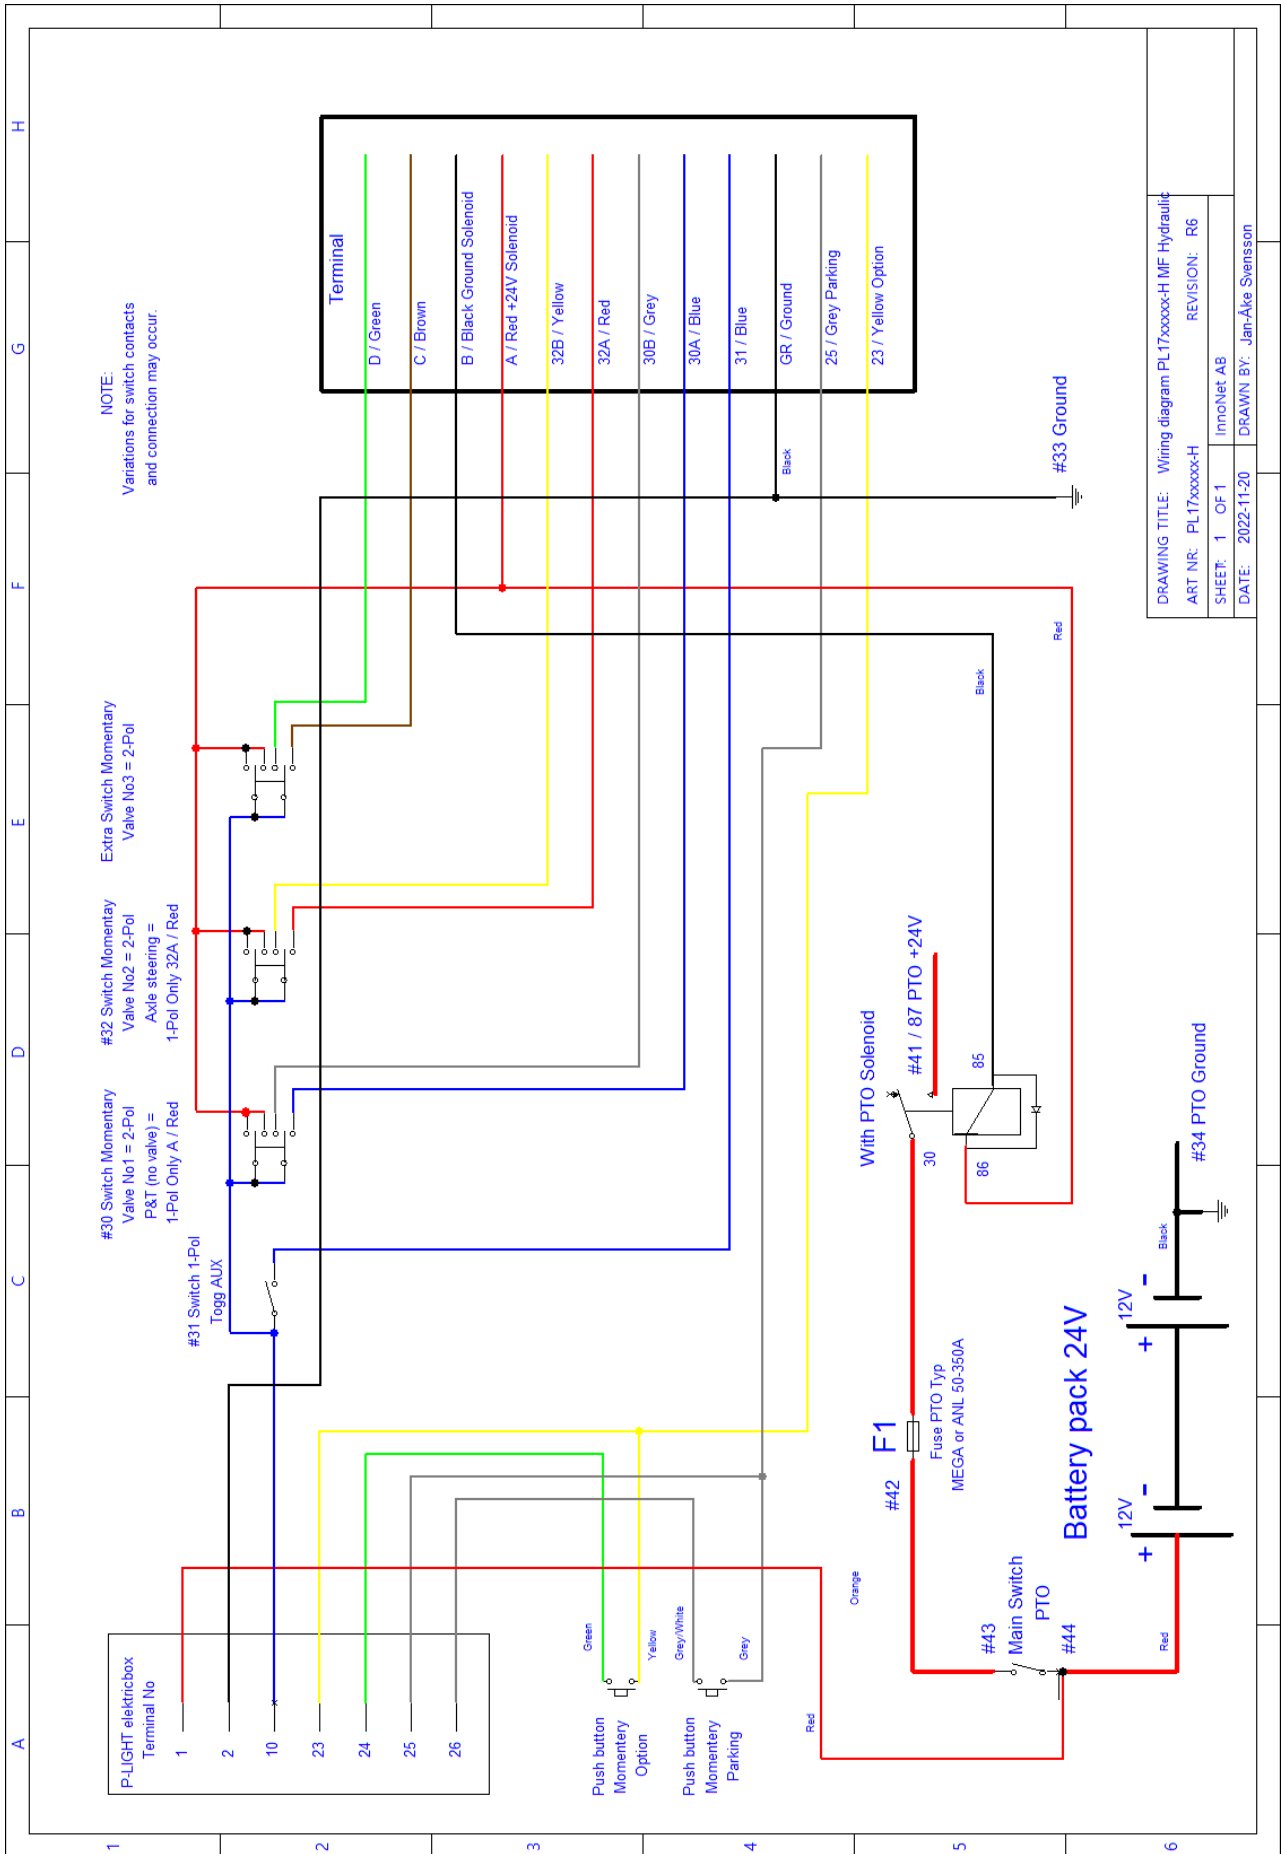 H
G
F
E
D
C
B
A
1
2
3
4
5
6
NOTE:
Variations for switch contacts
and connection may occur.
Terminal
D / Green
C / Brown
B / Black Ground Solenoid
A / Red +24V Solenoid
32B / Yellow
32A / Red
30B / Grey
30A / Blue
31 / Blue
GR / Ground
25 / Grey Parking
23 / Yellow Option
Black
#33 Ground
Extra Switch Momentary
Valve No3 = 2-Pol
#32 Switch Momentay
Valve No2 = 2-Pol
Axle steering =
1-Pol Only 32A / Red
#30 Switch Momentary
Valve No1 = 2-Pol
P&T (no valve) =
1-Pol Only A / Red
#31 Switch 1-Pol
Togg AUX
Black
Red
With PTO Solenoid
#41 / 87 PTO +24V
30
85
86
#34 PTO Ground
Black
Battery pack 24V
12V
-
+
12V
-
+
F1
Fuse PTO Typ
MEGA or ANL 50-350A
#42
Orange
#43
Main Switch
PTO
#44
Red
Red
P-LIGHT elektricbox
Terminal No
1
2
10
23
24
25
26
Green
Yellow
Grey/White
Grey
Push button
Momentery
Option
Push button
Momentery
Parking
DRAWING TITLE: Wiring diagram PL17xxxxx-H MF Hydraulic
ART NR: PL17xxxxx-H REVISION: R6
SHEET: 1 OF 1 InnoNet AB
DATE: 2022-11-20 DRAWN BY: Jan-Åke Svensson